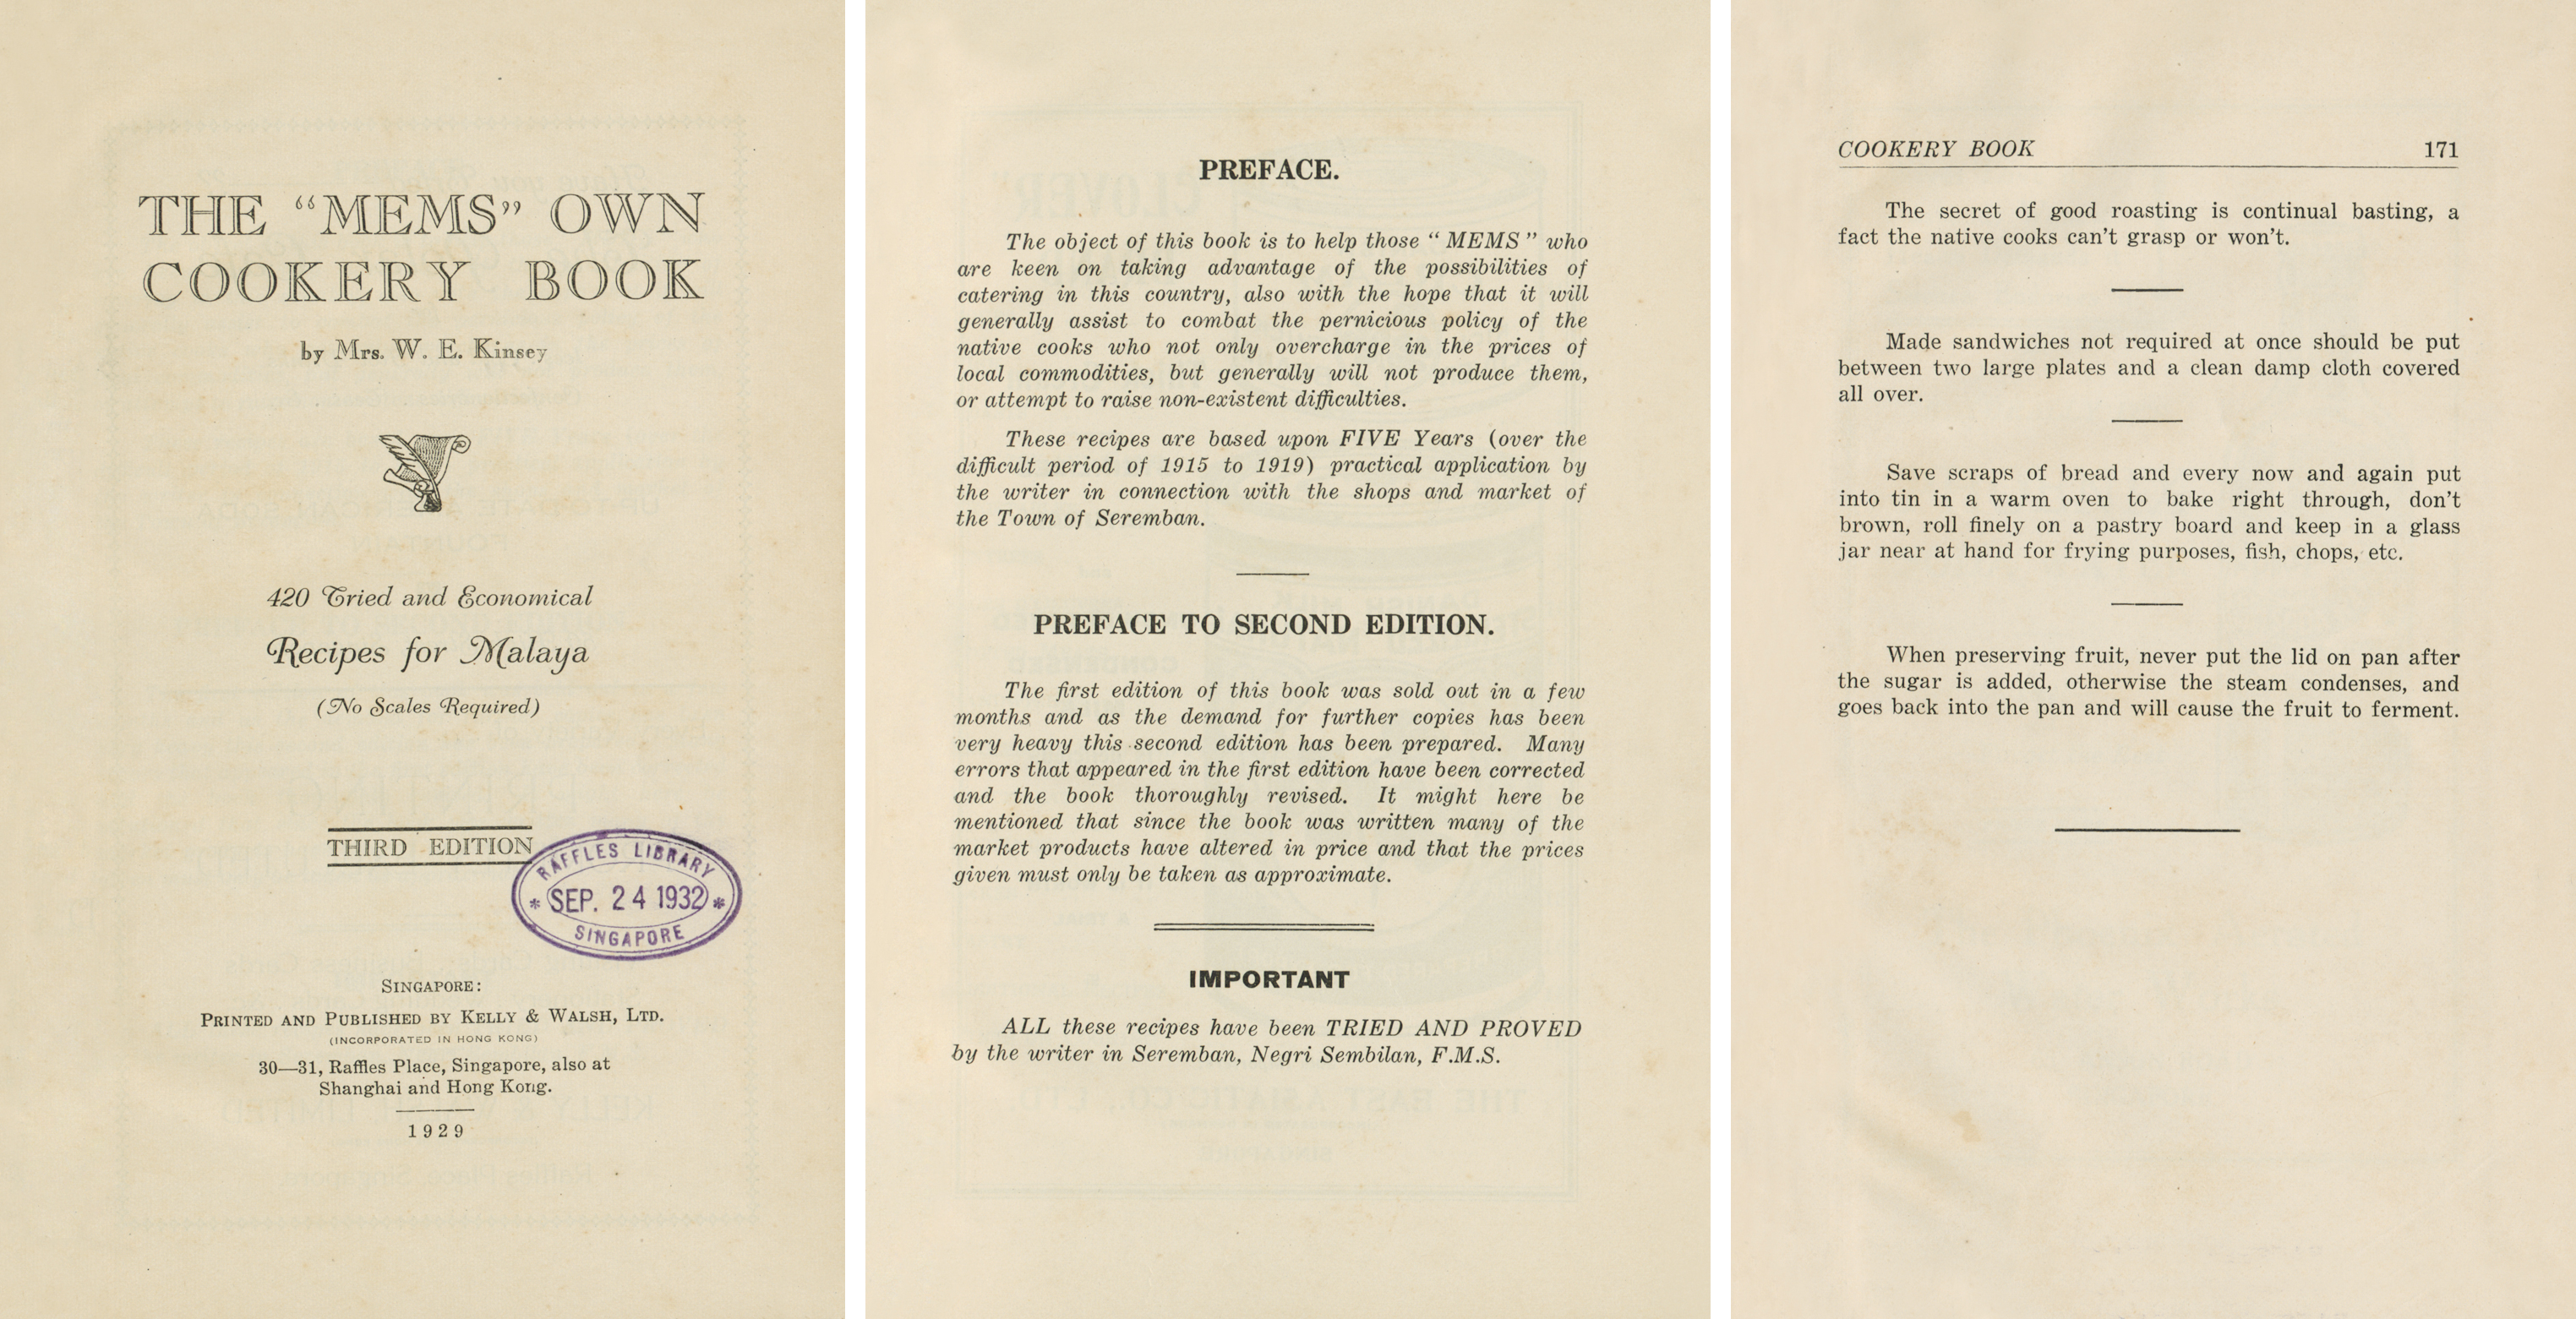 THE “MEMS” OWN
COOKERY BOOK
by Mrs. W. E. Kinsey
420 Tried and Economical
Recipes for Malaya
(No Scales Required)
THIRD EDITION
RAFFLES LIBRARY
* SEP. 24 1932 *
SINGAPORE
SINGAPORE:
PRINTED AND PUBLISHED BY KELLY & WALSH, LTD.
(INCORPORATED IN HONG KONG)
30—31, Raffles Place, Singapore, also at
Shanghai and Hong Kong.
1929
PREFACE.
The object of this book is to help those “ MEMS ” who
are keen on taking advantage of the possibilities of
catering in this country, also with the hope that it will
generally assist to combat the pernicious policy of the
native cooks who not only overcharge in the prices of
local commodities, but generally will not produce them,
or attempt to raise non-existent difficulties.
These recipes are based upon FIVE Years (over the
difficult period of 1915 to 1919) practical application by
the writer in connection with the shops and market of
the Town of Seremban.
PREFACE TO SECOND EDITION.
The first edition of this book was sold out in a few
months and as the demand for further copies has been
very heavy this second edition has been prepared. Many
errors that appeared in the first edition have been corrected
and the book thoroughly revised. It might here be
mentioned that since the book was written many of the
market products have altered in price and that the prices
given must only be taken as approximate.
IMPORTANT
ALL these recipes have been TRIED AND PROVED
by the writer in Seremban, Negri Sembilan, F.M.S.
COOKERY BOOK 171
The secret of good roasting is continual basting, a
fact the native cooks can’t grasp or won’t.
Made sandwiches not required at once should be put
between two large plates and a clean damp cloth covered
all over.
Save scraps of bread and every now and again put
into tin in a warm oven to bake right through, don’t
brown, roll finely on a pastry board and keep in a glass
jar near at hand for frying purposes, fish, chops, etc.
When preserving fruit, never put the lid on pan after
the sugar is added, otherwise the steam condenses, and
goes back into the pan and will cause the fruit to ferment.